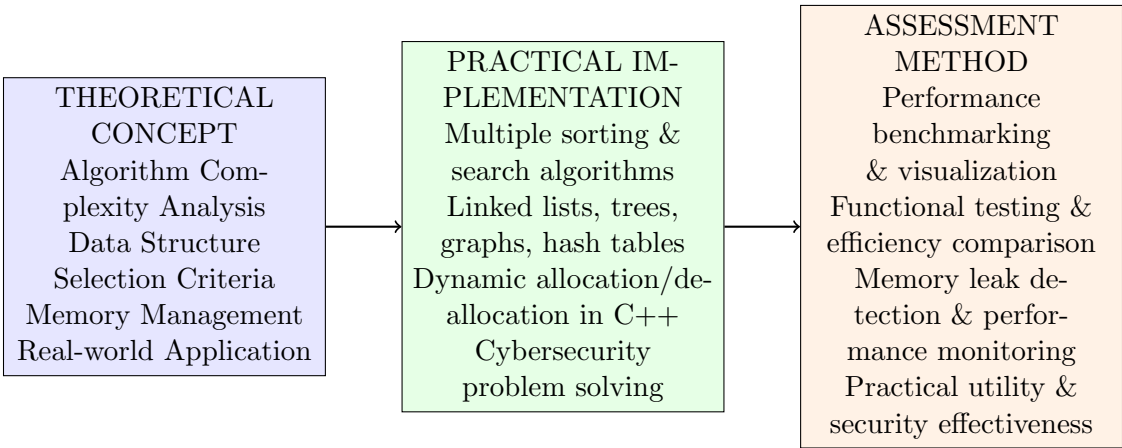 THEORETICAL
CONCEPT
Algorithm Com-
plexity Analysis
Data Structure
Selection Criteria
Memory Management
Real-world Application
PRACTICAL IM-
PLEMENTATION
Multiple sorting &
search algorithms
Linked lists, trees,
graphs, hash tables
Dynamic allocation/de-
allocation in C++
Cybersecurity
problem solving
ASSESSMENT
METHOD
Performance
benchmarking
& visualization
Functional testing &
efficiency comparison
Memory leak de-
tection & perfor-
mance monitoring
Practical utility &
security effectiveness